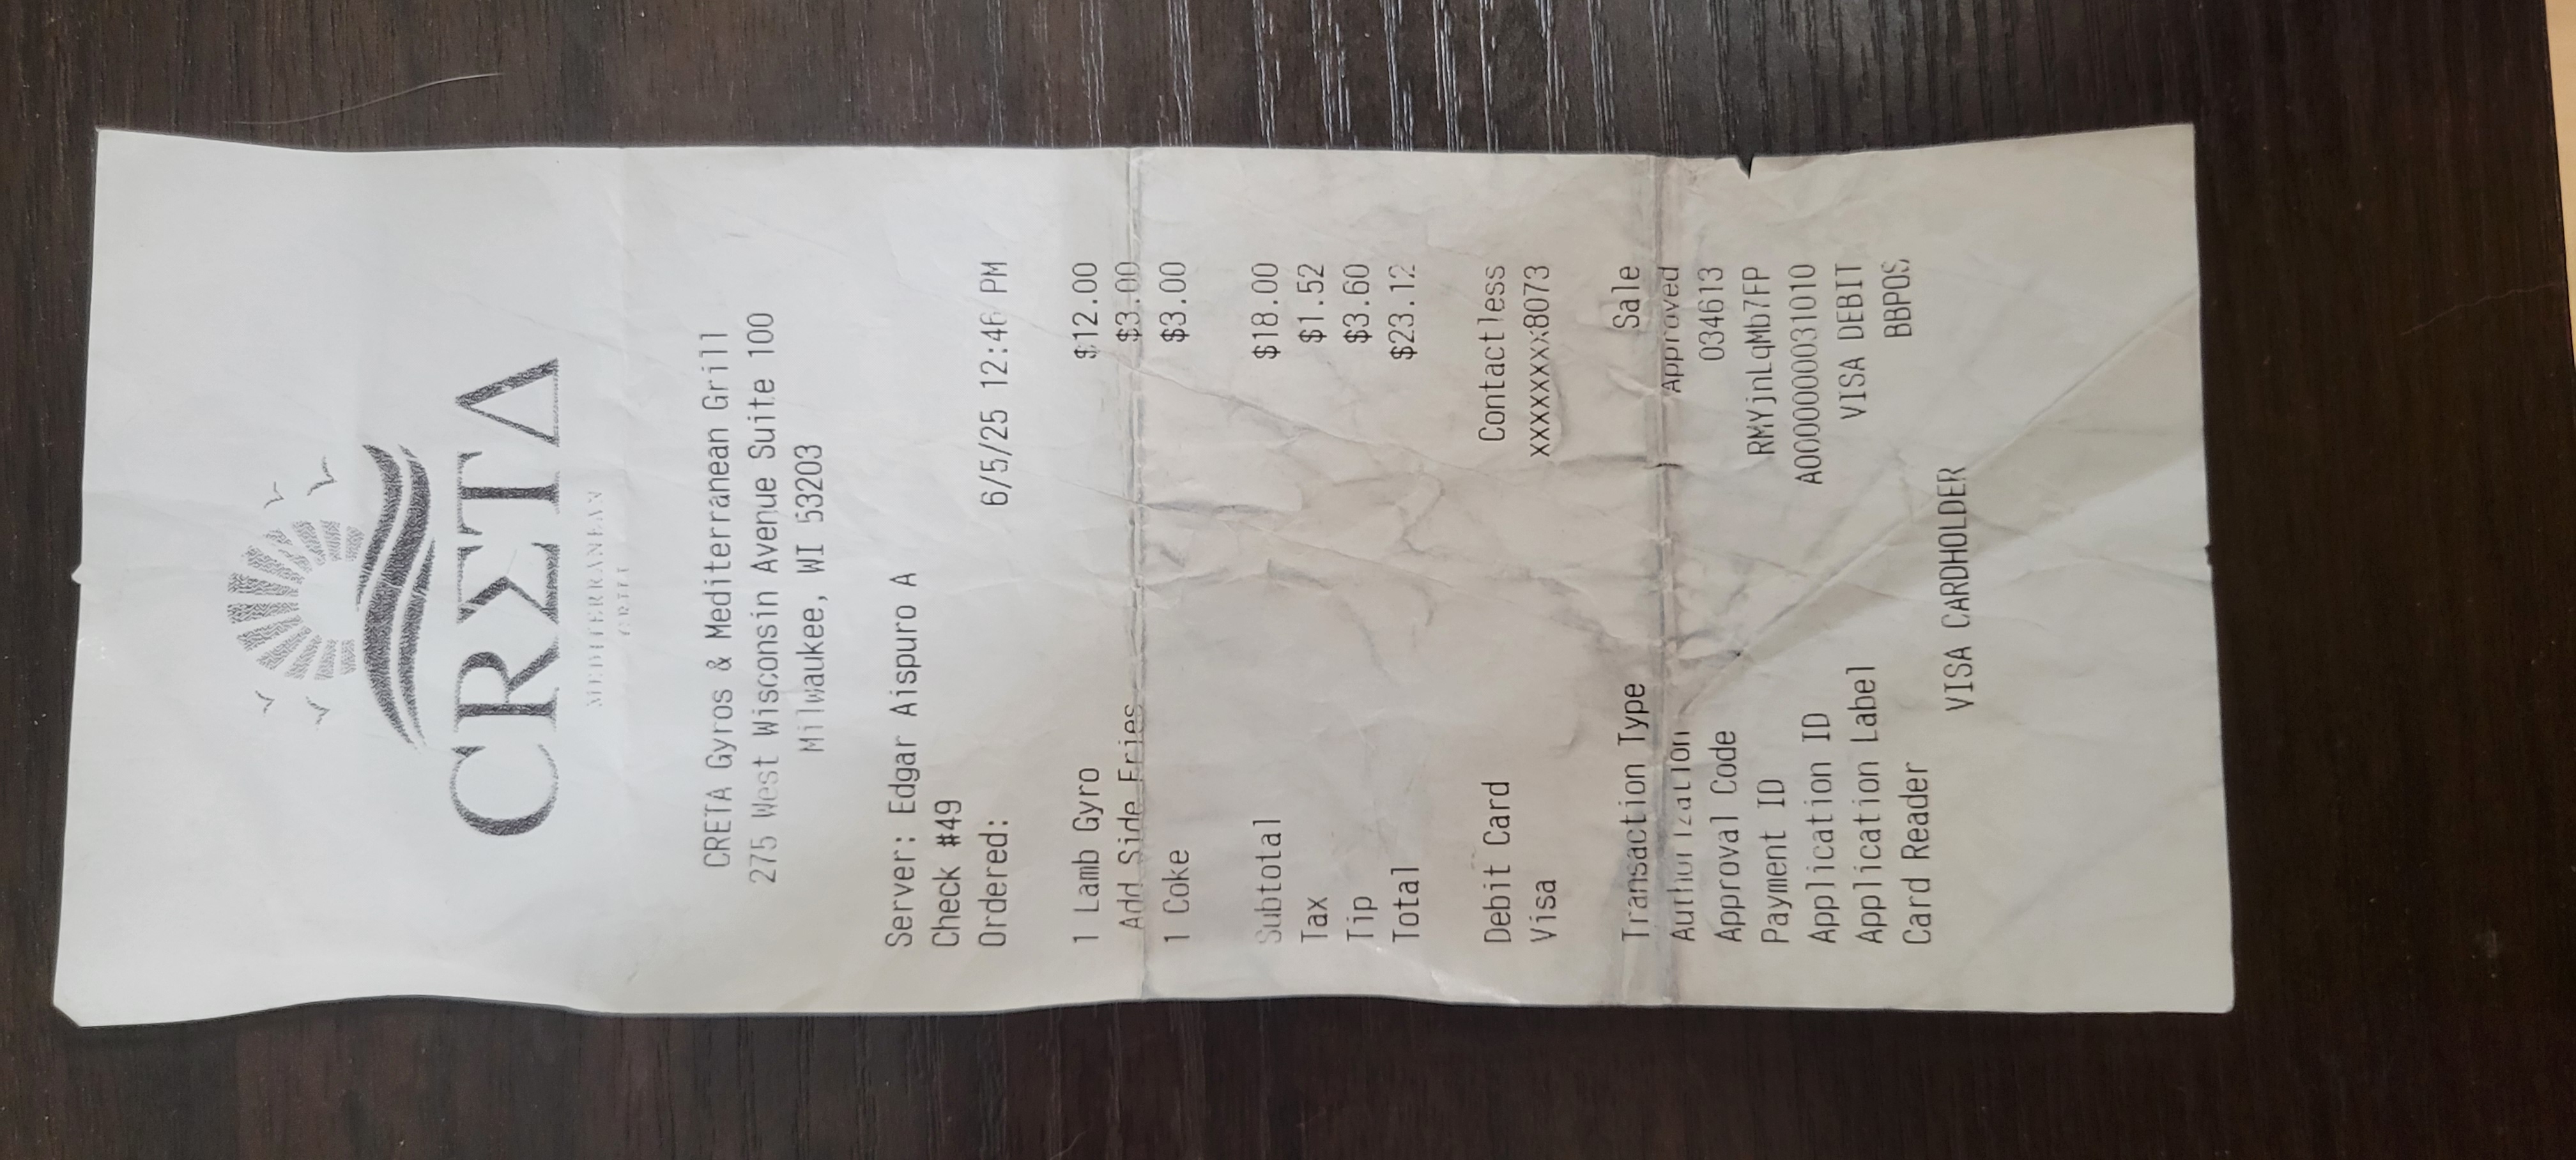 CRΣTΔ
MEDITERRANEAN
GRILL
CRETA Gyros & Mediterranean Grill
275 West Wisconsin Avenue Suite 100
Milwaukee, WI 53203
Server: Edgar Aispuro A
Check #49
Ordered: 6/5/25 12:46 PM
1 Lamb Gyro $12.00
Add Side Fries $3.00
1 Coke $3.00
Subtotal $18.00
Tax $1.52
Tip $3.60
Total $23.12
Debit Card Contactless
Visa xxxxxxxx8073
Transaction Type Sale
Authorization Approved
Approval Code 034613
Payment ID RMYjnLqMb7FP
Application ID A0000000031010
Application Label VISA DEBIT
Card Reader BBPOS
VISA CARDHOLDER